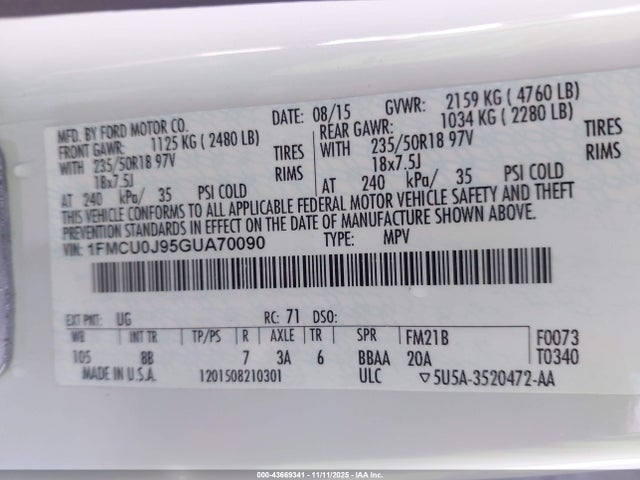 MFD. BY FORD MOTOR CO. DATE: 08/15 GVWR: 2159 KG ( 4760 LB)
FRONT GAWR: 1125 KG ( 2480 LB) REAR GAWR: 1034 KG ( 2280 LB)
WITH 235/50R18 97V TIRES WITH 235/50R18 97V TIRES
18x7.5J RIMS 18x7.5J RIMS
AT 240 kPa/ 35 PSI COLD AT 240 kPa/ 35 PSI COLD
THIS VEHICLE CONFORMS TO ALL APPLICABLE FEDERAL MOTOR VEHICLE SAFETY AND THEFT
PREVENTION STANDARDS IN EFFECT ON THE DATE OF MANUFACTURE SHOWN ABOVE.
VIN: 1FMCU0J95GUA70090 TYPE: MPV
EXT PNT: UG RC: 71 DSO:
WB INT TR TP/PS R AXLE TR SPR FM21B F0073
105 8B 7 3A 6 BBAA 20A T0340
MADE IN U.S.A. 1201508210301 ULC ▽5U5A-3520472-AA
000-43669341 - 11/11/2025 - IAA Inc.